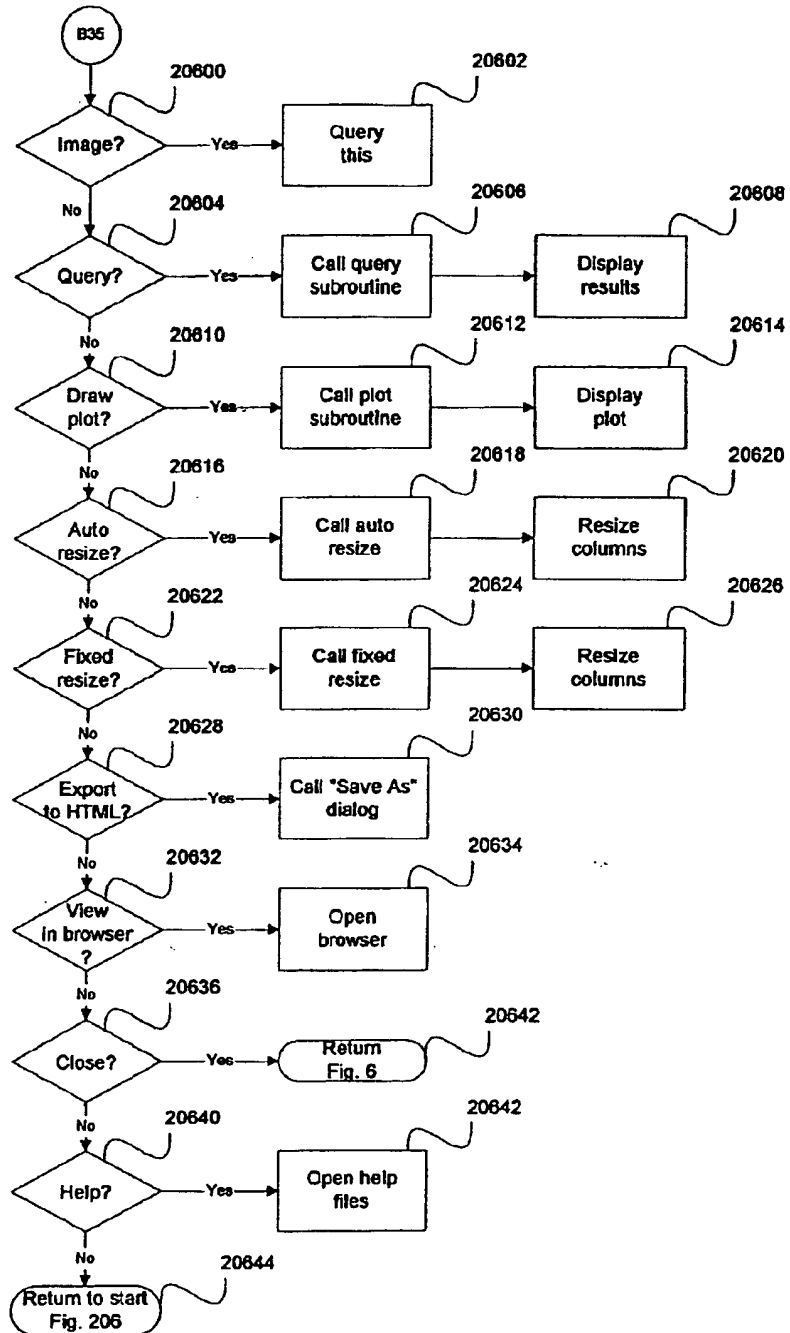 B35
20600
20602
Image?
Yes
Query
this
No
20604
20606
20608
Query?
Yes
Call query
subroutine
Display
results
No
20610
20612
20614
Draw
plot?
Yes
Call plot
subroutine
Display
plot
No
20616
20618
20620
Auto
resize?
Yes
Call auto
resize
Resize
columns
No
20622
20624
20626
Fixed
resize?
Yes
Call fixed
resize
Resize
columns
No
20628
20630
Export
to HTML?
Yes
Call "Save As"
dialog
No
20632
20634
View
in browser
?
Yes
Open
browser
No
20636
20642
Close?
Yes
Return
Fig. 6
No
20640
20642
Help?
Yes
Open help
files
No
20644
Return to start
Fig. 206